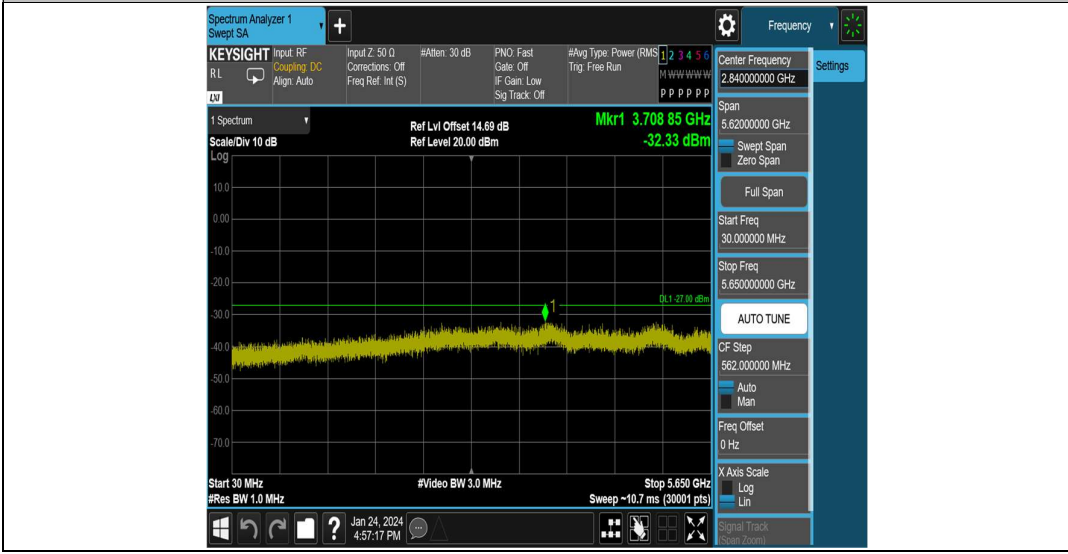 Spectrum Analyzer 1
Swept SA
+
Frequency
KEYSIGHT
RL
LXI
Input: RF
Coupling: DC
Align: Auto
Input Z: 50 Ω
Corrections: Off
Freq Ref: Int (S)
#Atten: 30 dB
PNO: Fast
Gate: Off
IF Gain: Low
Sig Track: Off
#Avg Type: Power (RMS
Trig: Free Run
1 2 3 4 5 6
M W W W W W
P P P P P P
1 Spectrum
Scale/Div 10 dB
Log
Ref Lvl Offset 14.69 dB
Ref Level 20.00 dBm
Mkr1 3.708 85 GHz
-32.33 dBm
10.0
0.00
-10.0
-20.0
-30.0
-40.0
-50.0
-60.0
-70.0
DL1 -27.00 dBm
1
Start 30 MHz
#Res BW 1.0 MHz
#Video BW 3.0 MHz
Stop 5.650 GHz
Sweep ~10.7 ms (30001 pts)
?
Jan 24, 2024
4:57:17 PM
Center Frequency
2.840000000 GHz
Settings
Span
5.62000000 GHz
Swept Span
Zero Span
Full Span
Start Freq
30.000000 MHz
Stop Freq
5.650000000 GHz
AUTO TUNE
CF Step
562.000000 MHz
Auto
Man
Freq Offset
0 Hz
X Axis Scale
Log
Lin
Signal Track
(Span Zoom)